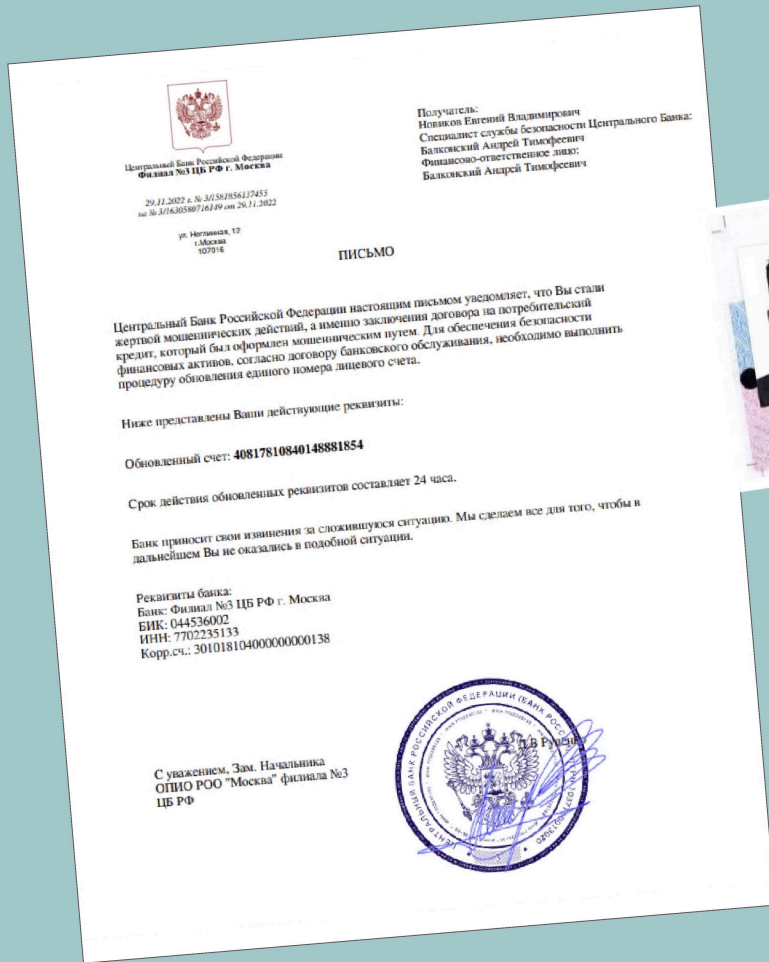 Центральный Банк Российской Федерации
Филиал №3 ЦБ РФ г. Москва
29.11.2022 г. № 3/1581856137455
на № 3/1630580716149 от 29.11.2022
ул. Неглинная, 12
г.Москва
107016
Получатель:
Новиков Евгений Владимирович
Специалист службы безопасности Центрального Банка:
Балконский Андрей Тимофеевич
Финансово-ответственное лицо:
Балконский Андрей Тимофеевич
ПИСЬМО
Центральный Банк Российской Федерации настоящим письмом уведомляет, что Вы стали
жертвой мошеннических действий, а именно заключения договора на потребительский
кредит, который был оформлен мошенническим путем. Для обеспечения безопасности
финансовых активов, согласно договору банковского обслуживания, необходимо выполнить
процедуру обновления единого номера лицевого счета.
Ниже представлены Ваши действующие реквизиты:
Обновленный счет: 40817810840148881854
Срок действия обновленных реквизитов составляет 24 часа.
Банк приносит свои извинения за сложившуюся ситуацию. Мы сделаем все для того, чтобы в
дальнейшем Вы не оказались в подобной ситуации.
Реквизиты банка:
Банк: Филиал №3 ЦБ РФ г. Москва
БИК: 044536002
ИНН: 7702235133
Корр.сч.: 301018104000000000138
С уважением, Зам. Начальника
ОПИО РОО "Москва" филиала №3
ЦБ РФ
ЦЕНТРАЛЬНЫЙ БАНК РОССИЙСКОЙ ФЕДЕРАЦИИ (БАНК